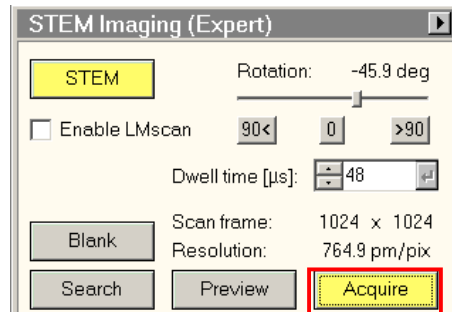 STEM Imaging (Expert)
STEM Rotation: -45.9 deg
Enable LMscan 90< 0 >90
Dwell time [µs]: 48
Scan frame: 1024 x 1024
Blank Resolution: 764.9 pm/pix
Search Preview Acquire